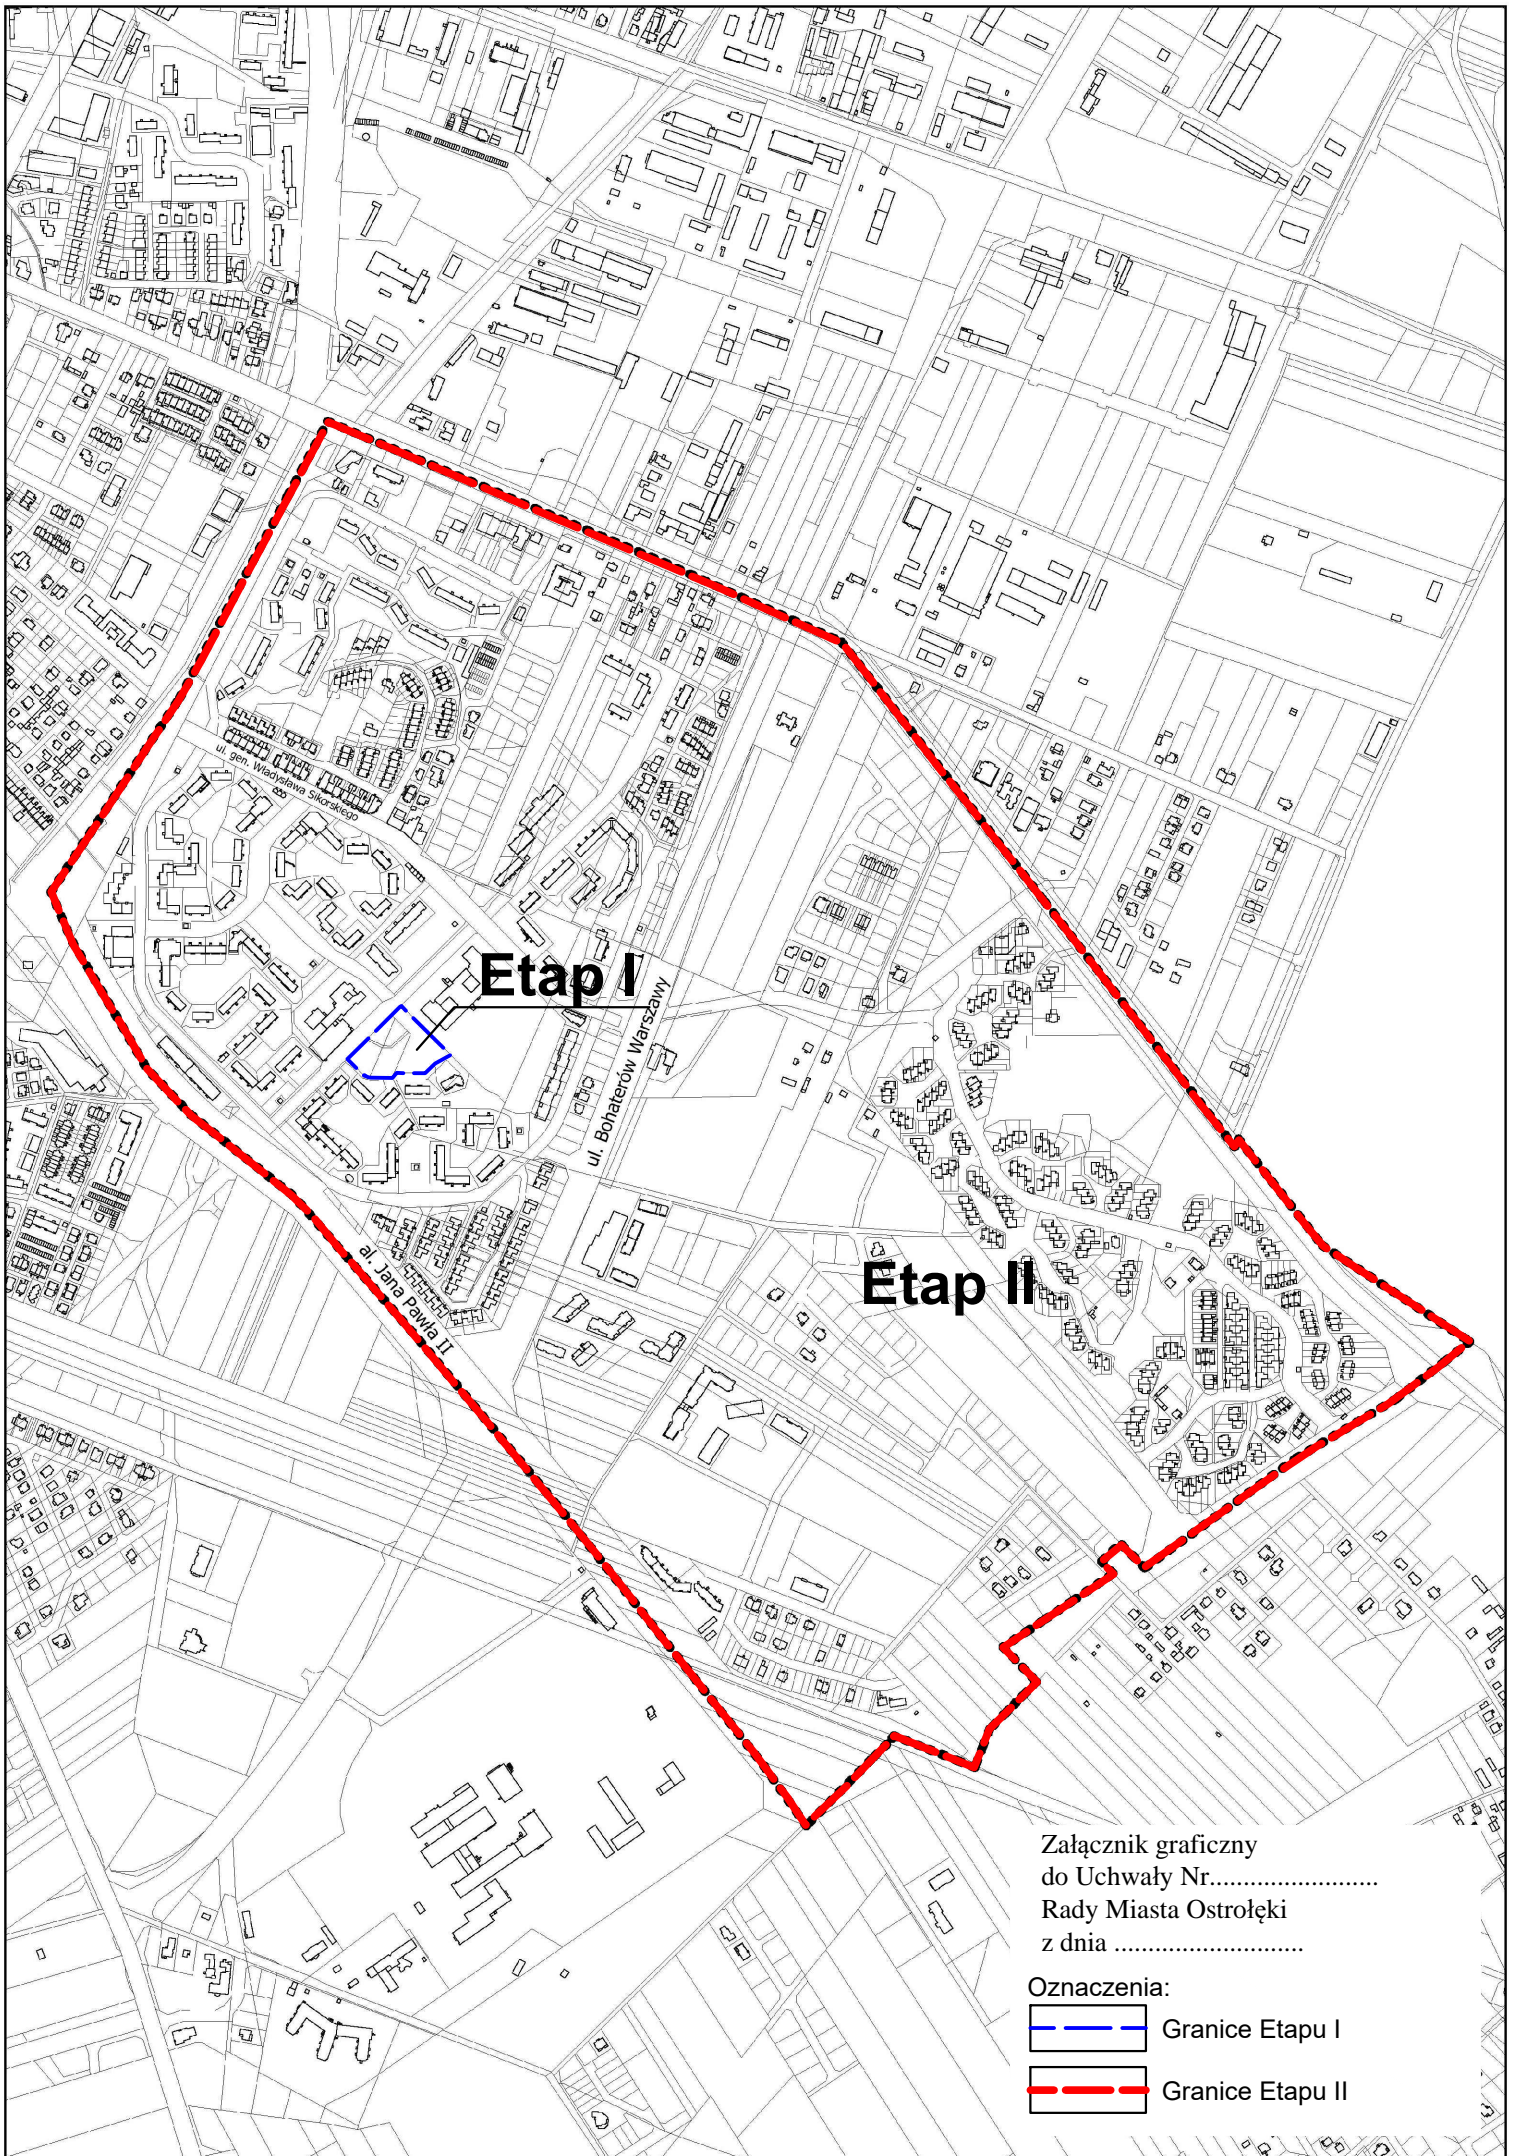 ul.
gen. Władysława Sikorskiego
Etap I
ul. Bohaterów Warszawy
Etap II
al. Jana Pawła II
Załącznik graficzny
do Uchwały Nr.........................
Rady Miasta Ostrołęki
z dnia ............................
Oznaczenia:
Granice Etapu I
Granice Etapu II